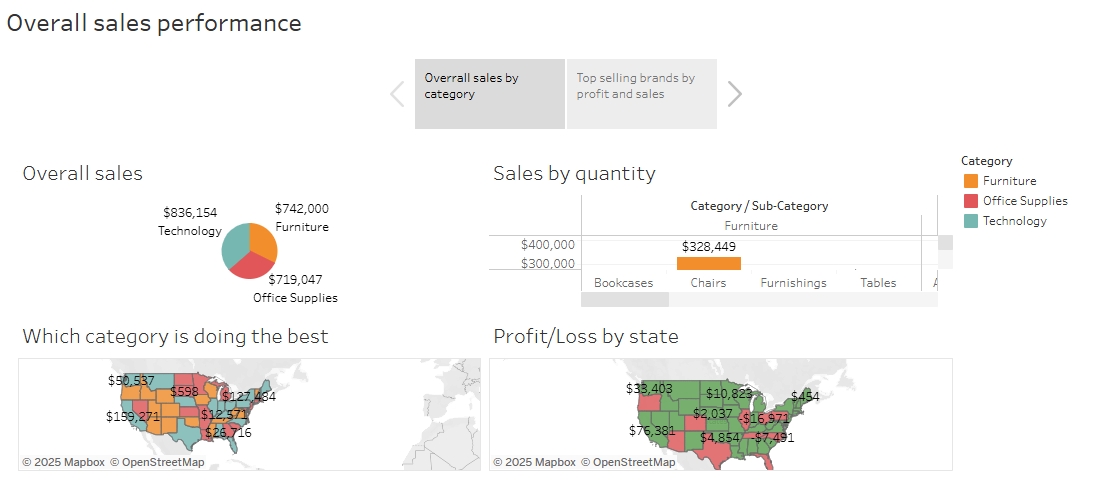 Overall sales performance
Overrall sales by
category
Top selling brands by
profit and sales
Overall sales
$836,154
Technology
$742,000
Furniture
$719,047
Office Supplies
Sales by quantity
Category / Sub-Category
Furniture
$400,000
$300,000
$328,449
Bookcases
Chairs
Furnishings
Tables
Category
Furniture
Office Supplies
Technology
Which category is doing the best
$50,537
$598
$127,484
$159,271
$12,571
$26,716
© 2025 Mapbox © OpenStreetMap
Profit/Loss by state
$33,403
$10,823
$454
$2,037
$16,971
$76,381
$4,854
-$7,491
© 2025 Mapbox © OpenStreetMap